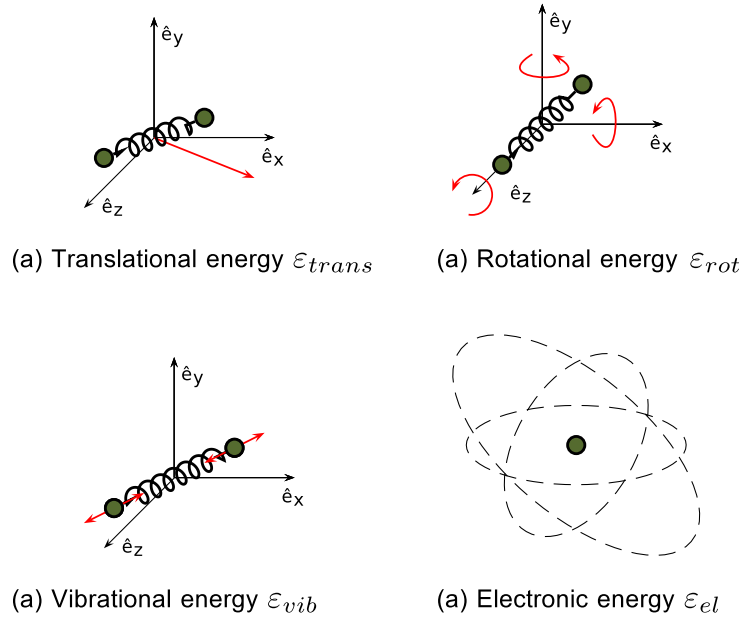 ê_y
ê_x
ê_z
(a) Translational energy ε_trans
ê_y
ê_x
ê_z
(a) Rotational energy ε_rot
ê_y
ê_x
ê_z
(a) Vibrational energy ε_vib
(a) Electronic energy ε_el